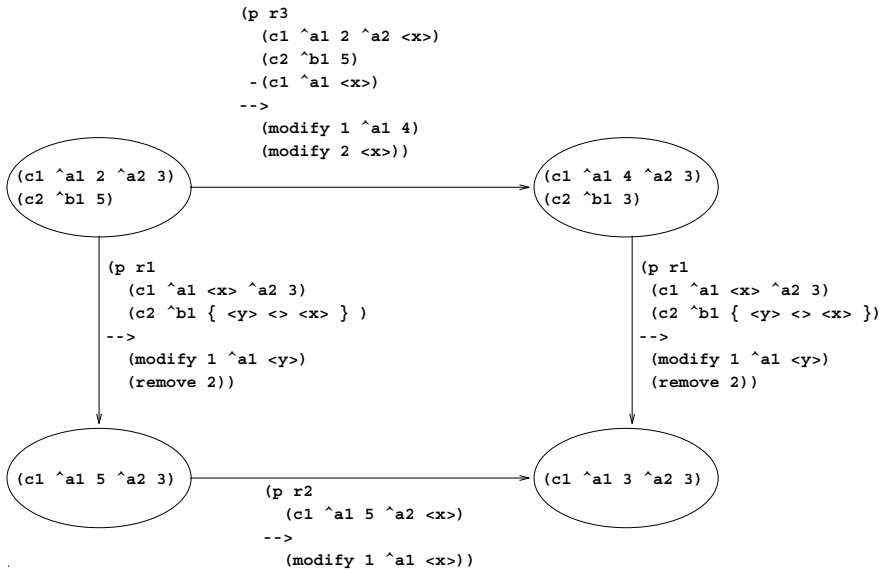 (p r3
(c1 ^a1 2 ^a2 <x>)
(c2 ^b1 5)
-(c1 ^a1 <x>)
-->
(modify 1 ^a1 4)
(modify 2 <x>))
(c1 ^a1 2 ^a2 3)
(c2 ^b1 5)
(c1 ^a1 4 ^a2 3)
(c2 ^b1 3)
(p r1
(c1 ^a1 <x> ^a2 3)
(c2 ^b1 { <y> <> <x> } )
-->
(modify 1 ^a1 <y>)
(remove 2))
(p r1
(c1 ^a1 <x> ^a2 3)
(c2 ^b1 { <y> <> <x> })
-->
(modify 1 ^a1 <y>)
(remove 2))
(c1 ^a1 5 ^a2 3)
(c1 ^a1 3 ^a2 3)
(p r2
(c1 ^a1 5 ^a2 <x>)
-->
(modify 1 ^a1 <x>))